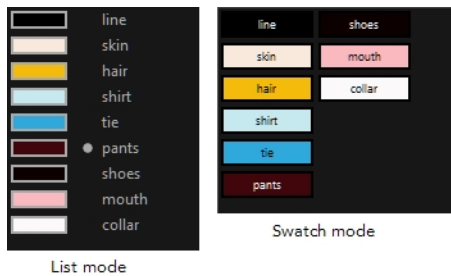 line
skin
hair
shirt
tie
pants
shoes
mouth
collar
List mode
line shoes
skin mouth
hair collar
shirt
tie
pants
Swatch mode